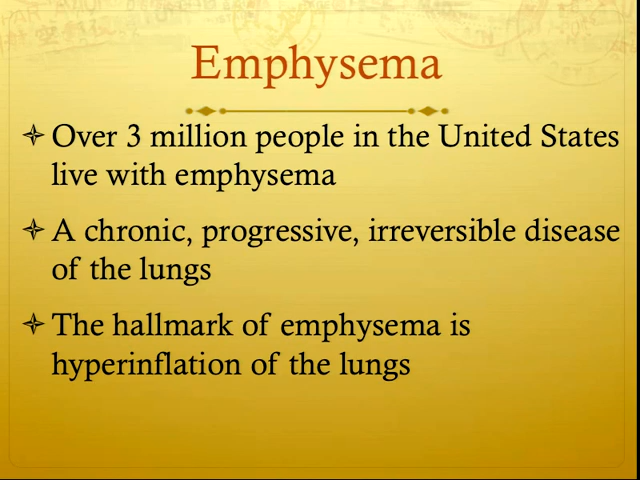 Emphysema
Over 3 million people in the United States
live with emphysema
A chronic, progressive, irreversible disease
of the lungs
The hallmark of emphysema is
hyperinflation of the lungs